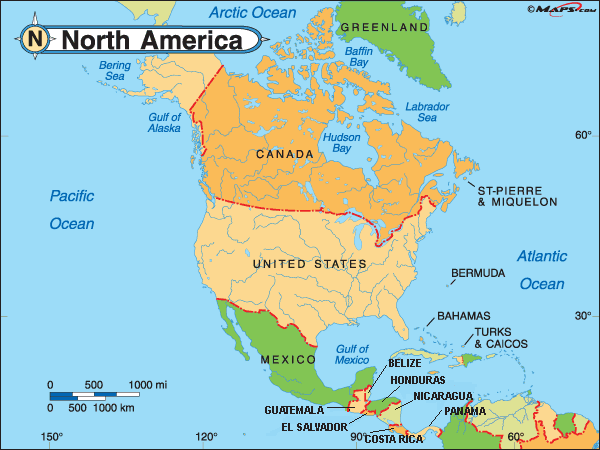 ©MAPS.com
Arctic Ocean
GREENLAND
N North America
Bering
Sea
Baffin
Bay
Gulf of
Alaska
Labrador
Sea
60°
Hudson
Bay
CANADA
ST-PIERRE
& MIQUELON
Pacific
Ocean
UNITED STATES
Atlantic
Ocean
BERMUDA
BAHAMAS
30°
TURKS
& CAICOS
Gulf of
Mexico
MEXICO
BELIZE
HONDURAS
0 500 1000 mi
NICARAGUA
GUATEMALA
PANAMA
0 500 1000 km
EL SALVADOR
COSTA RICA
150°
120°
90°
60°